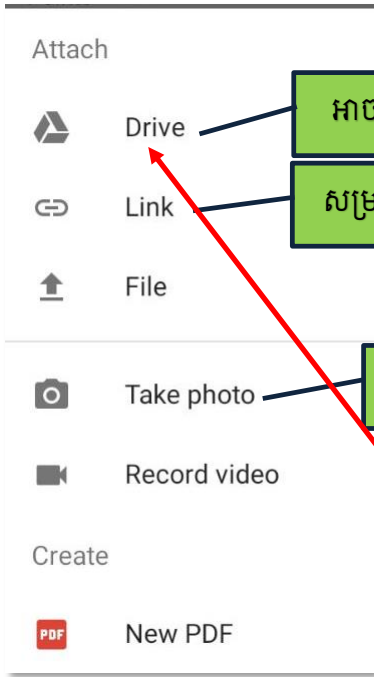 Attach
Drive
Link
File
Take photo
Record video
Create
PDF New PDF